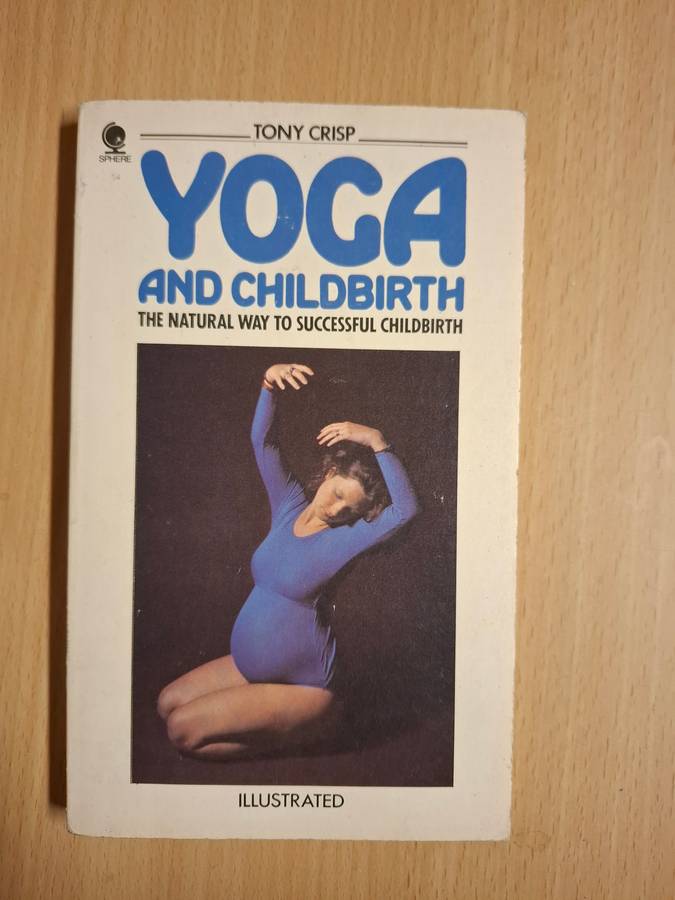 TONY CRISP
SPHERE
YOGA
AND CHILDBIRTH
THE NATURAL WAY TO SUCCESSFUL CHILDBIRTH
ILLUSTRATED